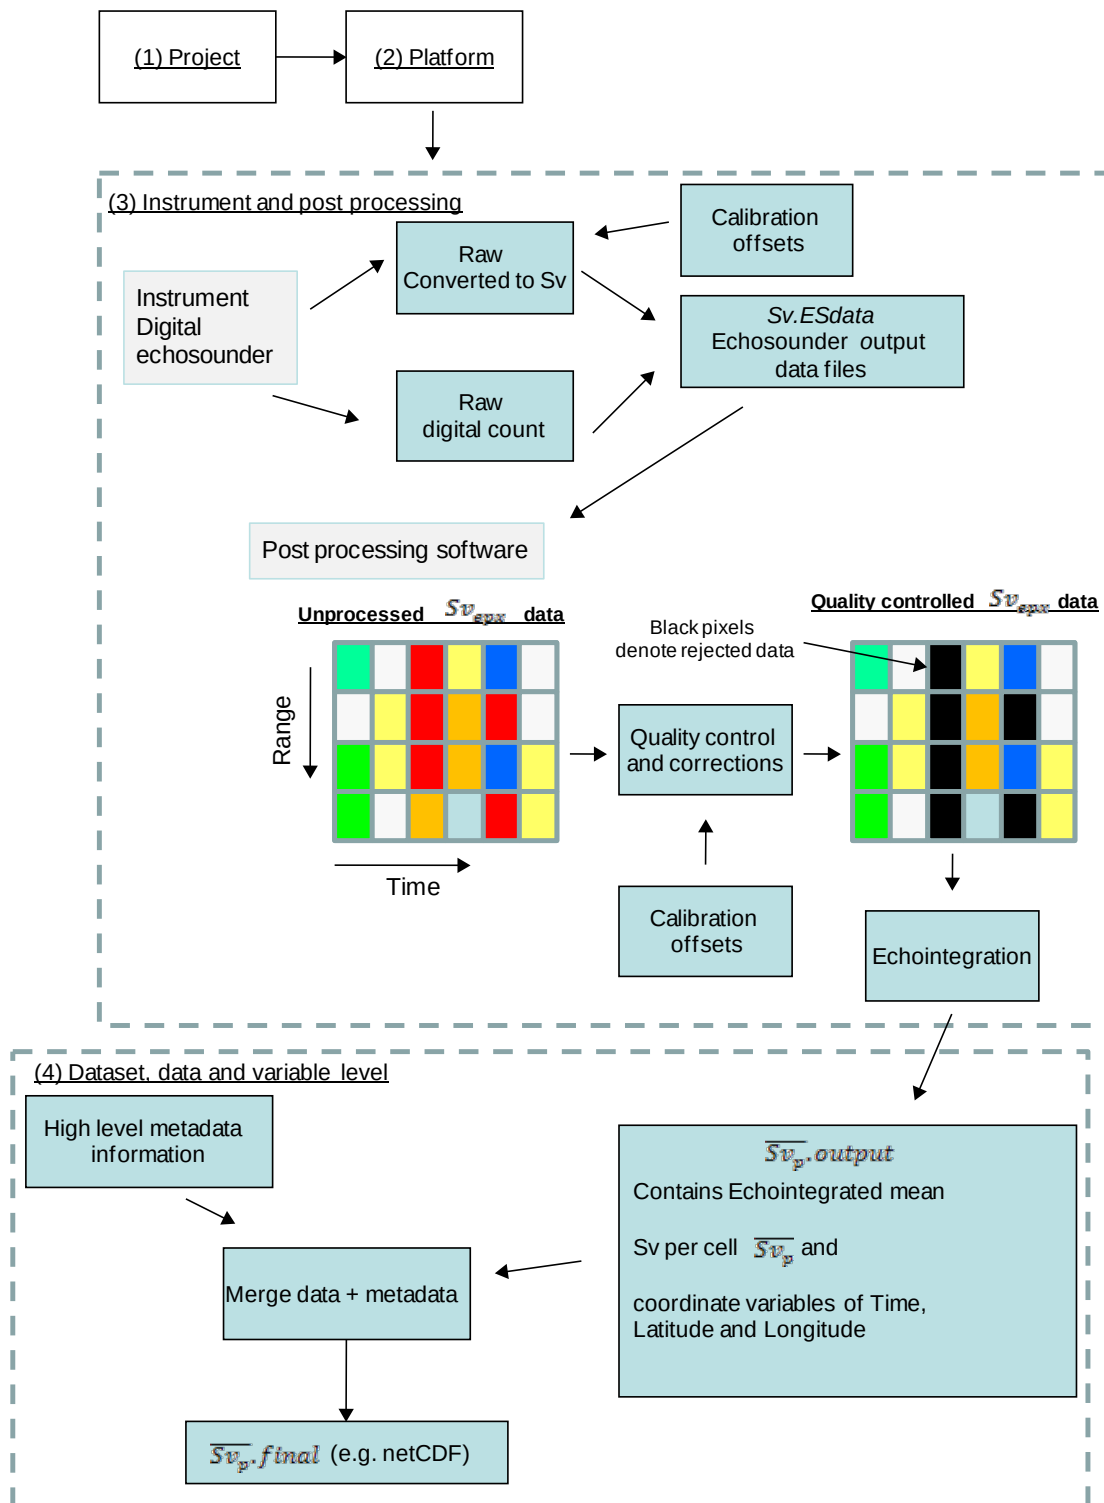 (1) Project
(2) Platform
(3) Instrument and post processing
Calibration
offsets
Raw
Converted to Sv
Instrument
Digital
echosounder
Sv.ESdata
Echosounder output
data files
Raw
digital count
Post processing software
Unprocessed Sv_epx data
Quality controlled Sv_epx data
Black pixels
denote rejected data
Range
Quality control
and corrections
Time
Calibration
offsets
Echointegration
(4) Dataset, data and variable level
High level metadata
information
S̅v̅_p̅.output
Contains Echointegrated mean
Sv per cell S̅v̅_p̅ and
coordinate variables of Time,
Latitude and Longitude
Merge data + metadata
S̅v̅_p̅.final (e.g. netCDF)